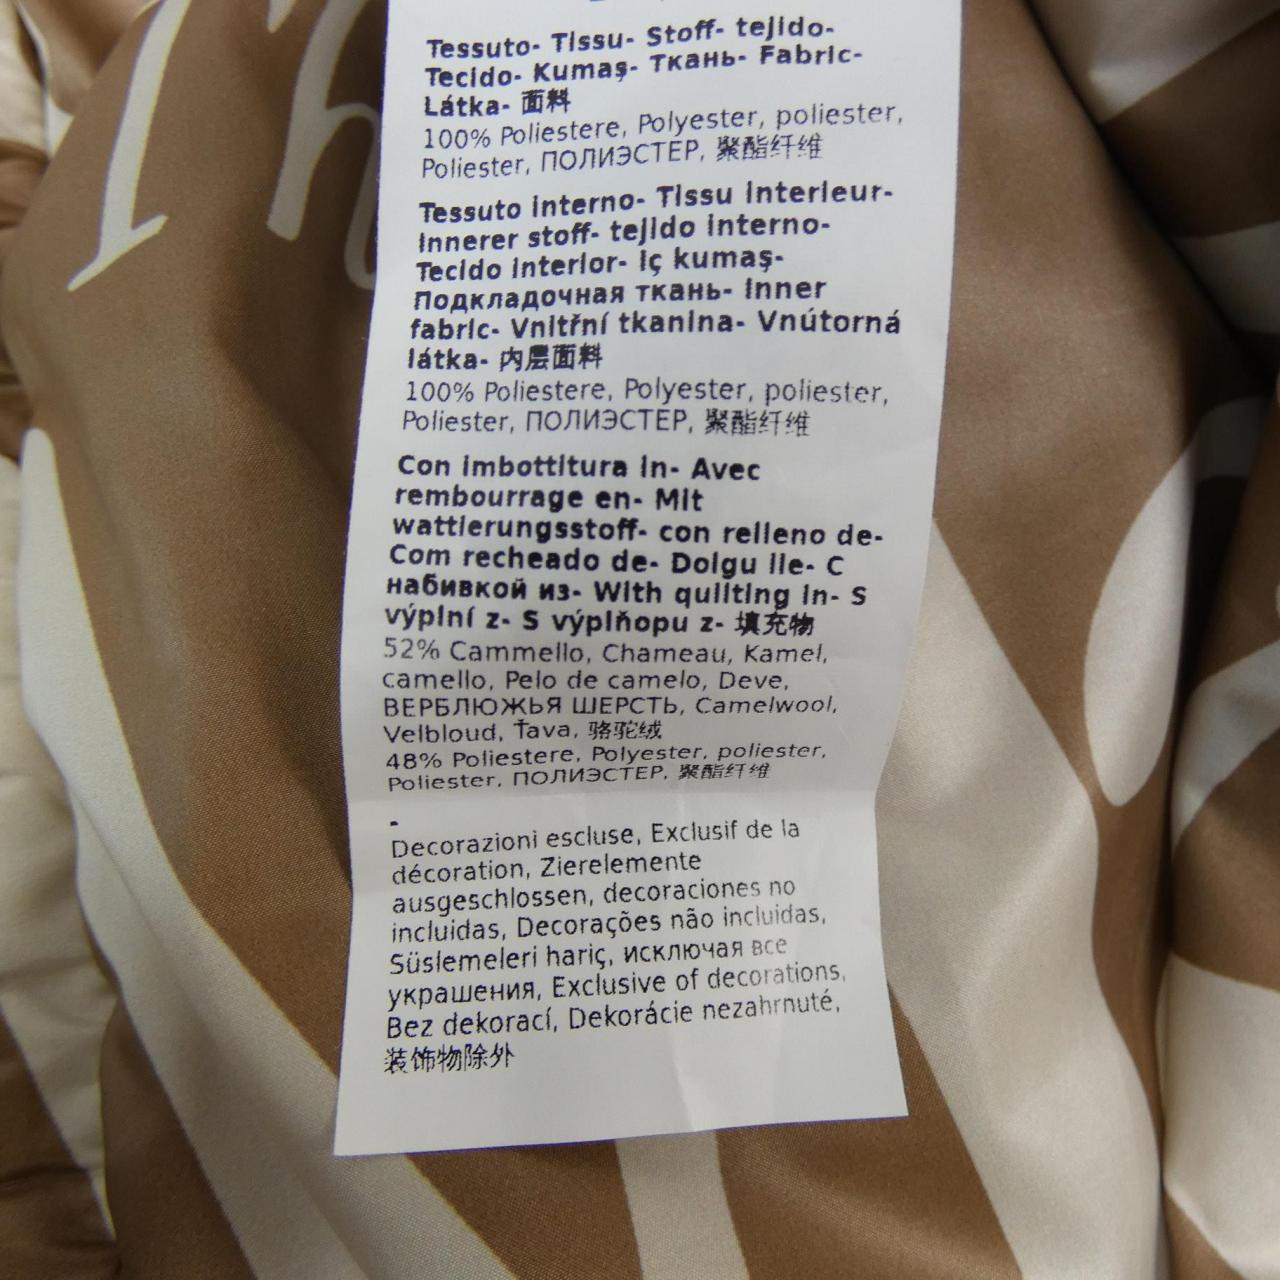 Tessuto- Tissu- Stoff- tejido-
Tecido- Kumaş- ткань- Fabric-
Látka- 面料
100% Poliestere, Polyester, poliester,
Poliester, ПОЛИЭСТЕР, 聚酯纤维
Tessuto interno- Tissu interieur-
Innerer stoff- tejido interno-
Tecido interior- iç kumaş-
Подкладочная ткань- Inner
fabric- Vnitřní tkanina- Vnútorná
látka- 内层面料
100% Poliestere, Polyester, poliester,
Poliester, ПОЛИЭСТЕР, 聚酯纤维
Con imbottitura in- Avec
rembourrage en- Mit
wattierungsstoff- con relleno de-
Com recheado de- Dolgu ile- С
набивкой из- With quilting in- S
výplní z- S výplňopu z- 填充物
52% Cammello, Chameau, Kamel,
camello, Pelo de camelo, Deve,
ВЕРБЛЮЖЬЯ ШЕРСТЬ, Camelwool,
Velbloud, Ťava, 骆驼绒
48% Poliestere, Polyester, poliester,
Poliester, ПОЛИЭСТЕР, 聚酯纤维
-
Decorazioni escluse, Exclusif de la
décoration, Zierelemente
ausgeschlossen, decoraciones no
incluidas, Decorações não incluidas,
Süslemeleri hariç, исключая все
украшения, Exclusive of decorations,
Bez dekorací, Dekorácie nezahrnuté,
装饰物除外